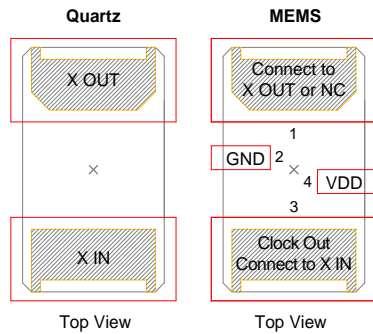 Quartz
MEMS
X OUT
Connect to
X OUT or NC
1
GND
2
4
VDD
3
X IN
Clock Out
Connect to X IN
Top View
Top View